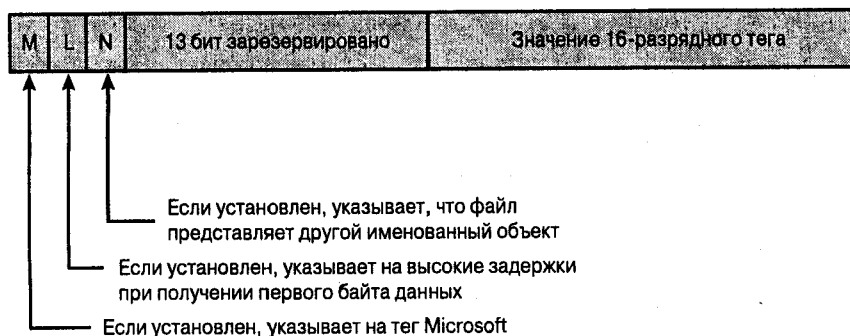 M L N 13 бит зарезервировано Значение 16-разрядного тега
Если установлен, указывает, что файл
представляет другой именованный объект
Если установлен, указывает на высокие задержки
при получении первого байта данных
Если установлен, указывает на тег Microsoft